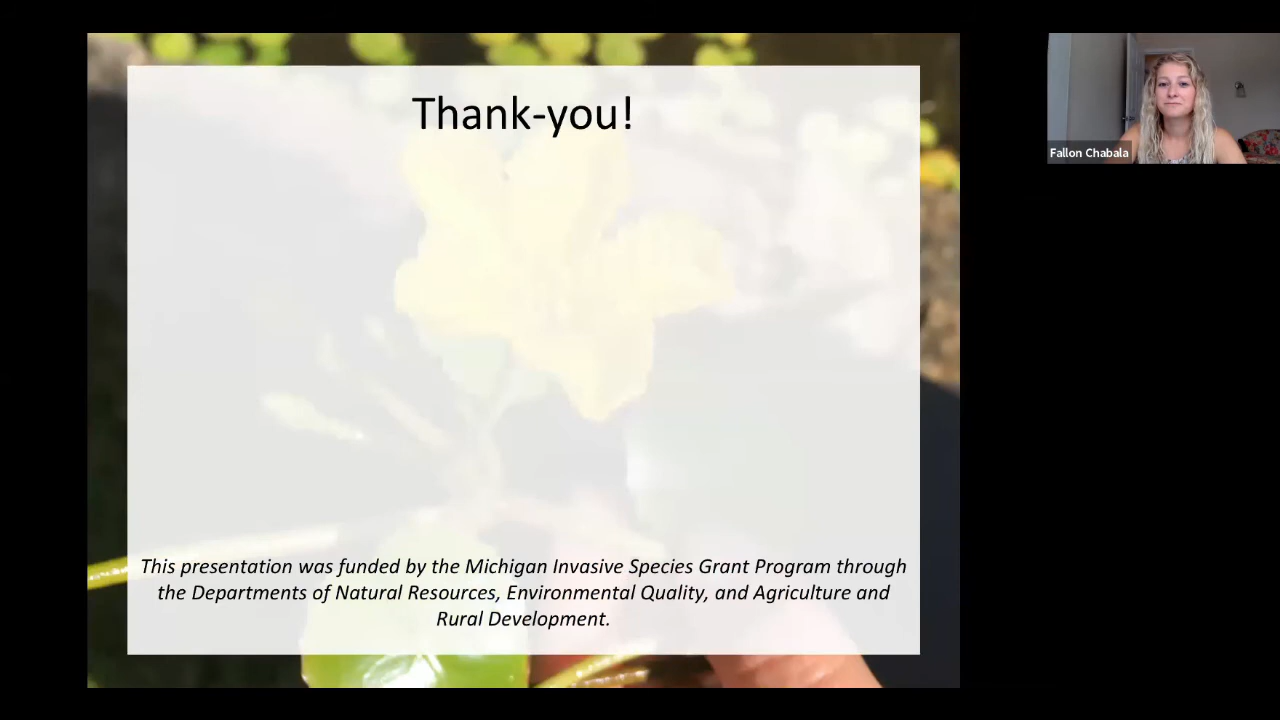 Thank-you!
Fallon Chabala
This presentation was funded by the Michigan Invasive Species Grant Program through
the Departments of Natural Resources, Environmental Quality, and Agriculture and
Rural Development.